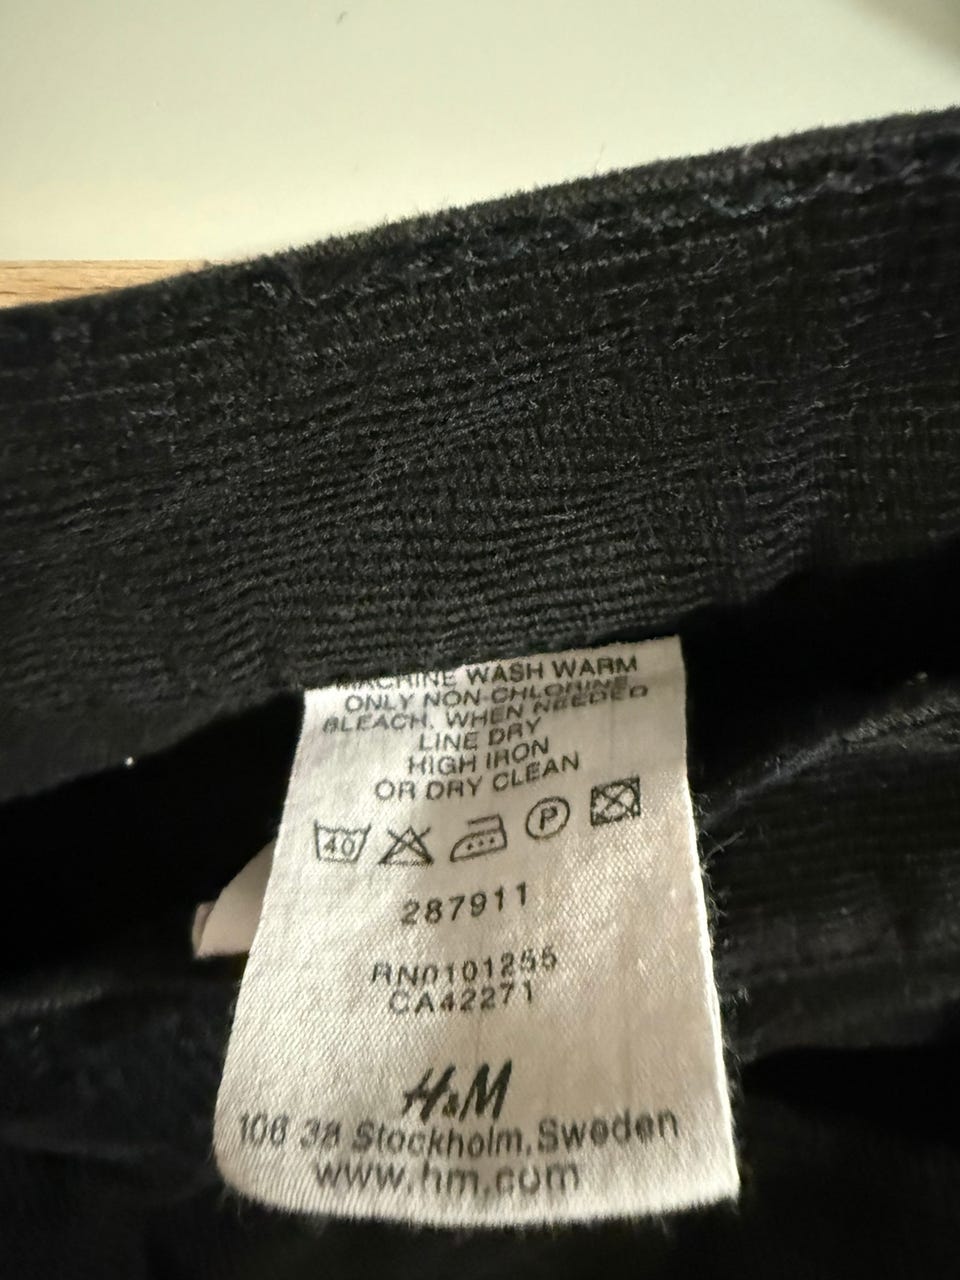 MACHINE WASH WARM
ONLY NON-CHLORINE
BLEACH, WHEN NEEDED
LINE DRY
HIGH IRON
OR DRY CLEAN
40 P
287911
RN0101255
CA42271
H&M
106 38 Stockholm, Sweden
www.hm.com